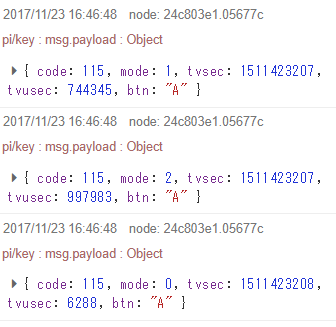 2017/11/23 16:46:48 node: 24c803e1.05677c
pi/key : msg.payload : Object
▶ { code: 115, mode: 1, tvsec: 1511423207,
tvusec: 744345, btn: "A" }
2017/11/23 16:46:48 node: 24c803e1.05677c
pi/key : msg.payload : Object
▶ { code: 115, mode: 2, tvsec: 1511423207,
tvusec: 997983, btn: "A" }
2017/11/23 16:46:48 node: 24c803e1.05677c
pi/key : msg.payload : Object
▶ { code: 115, mode: 0, tvsec: 1511423208,
tvusec: 6288, btn: "A" }